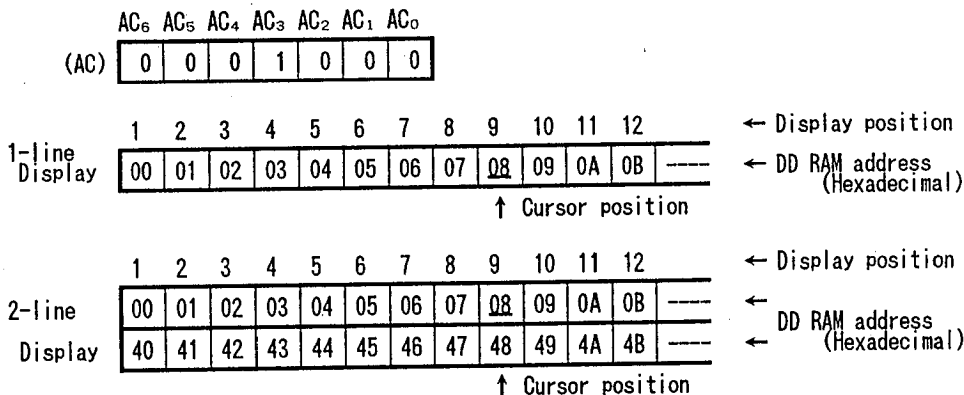 AC₆ AC₅ AC₄ AC₃ AC₂ AC₁ AC₀
(AC) 0 0 0 1 0 0 0
1 2 3 4 5 6 7 8 9 10 11 12 ← Display position
1-line Display 00 01 02 03 04 05 06 07 08 09 0A 0B ---- ← DD RAM address (Hexadecimal)
↑ Cursor position
1 2 3 4 5 6 7 8 9 10 11 12 ← Display position
2-line Display 00 01 02 03 04 05 06 07 08 09 0A 0B ---- ←
40 41 42 43 44 45 46 47 48 49 4A 4B ---- ← DD RAM address (Hexadecimal)
↑ Cursor position